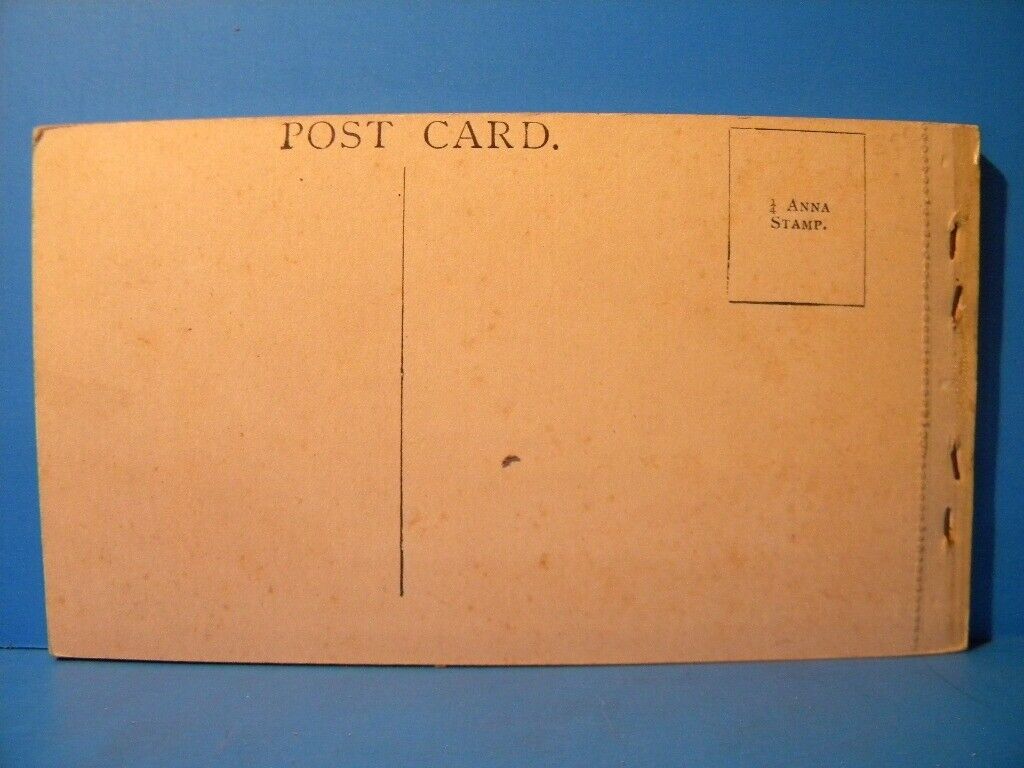 POST CARD.
¼ ANNA
STAMP.